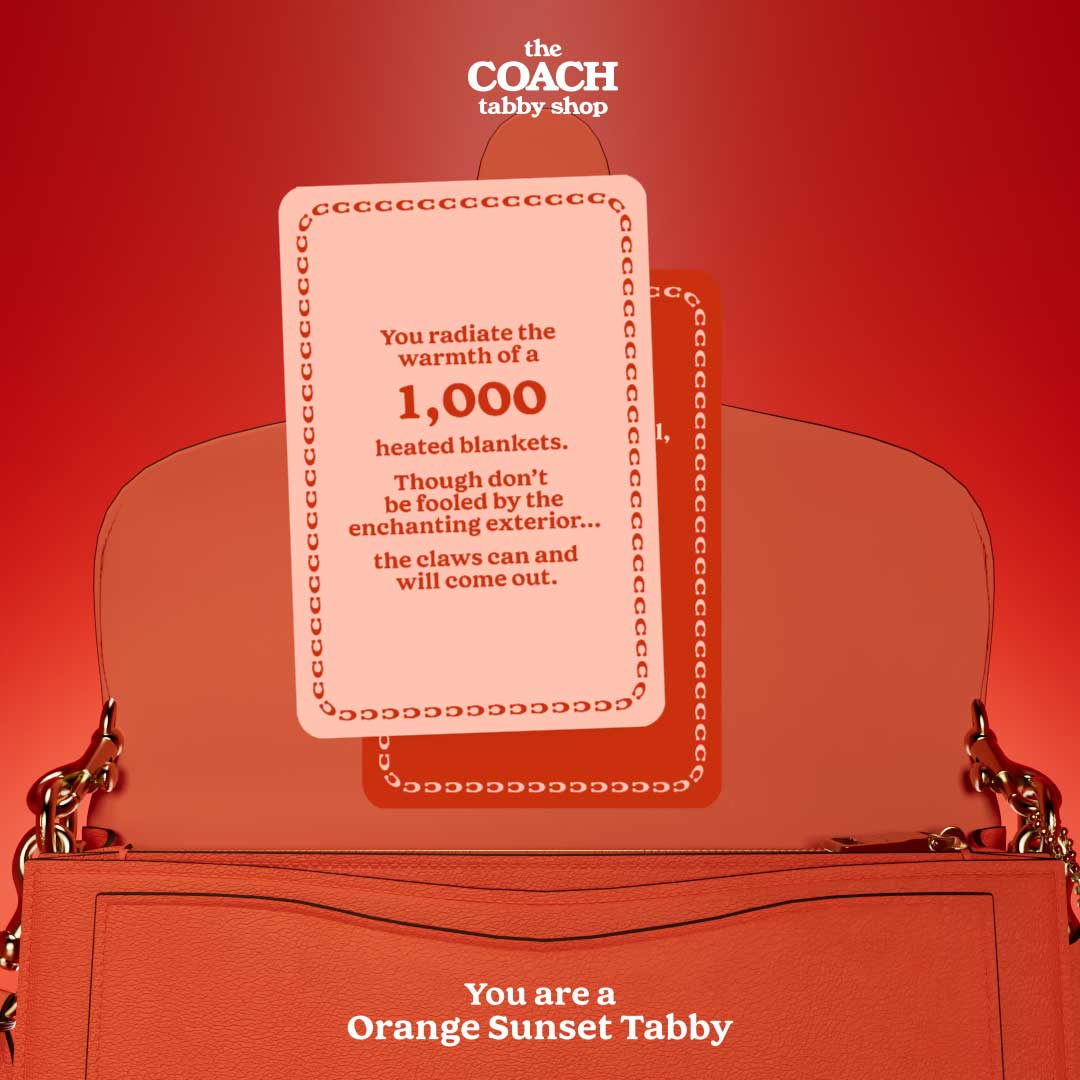 the
COACH
tabby shop
You radiate the
warmth of a
1,000
heated blankets.
Though don't
be fooled by the
enchanting exterior...
the claws can and
will come out.
l,
You are a
Orange Sunset Tabby